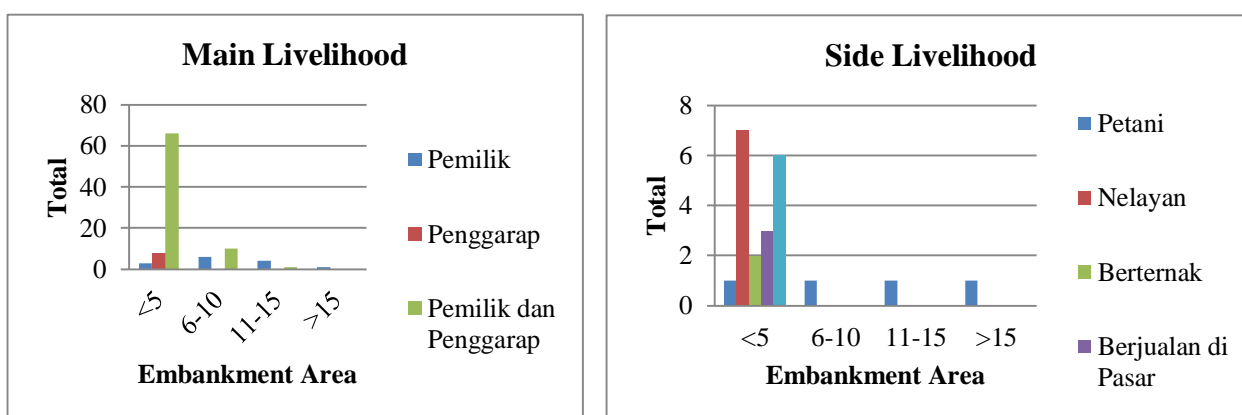 Main Livelihood
80
60
40
20
0
Total
<5
6-10
11-15
>15
Embankment Area
Pemilik
Penggarap
Pemilik dan
Penggarap
Side Livelihood
8
6
4
2
0
Total
<5 6-10 11-15 >15
Embankment Area
Petani
Nelayan
Berternak
Berjualan di
Pasar